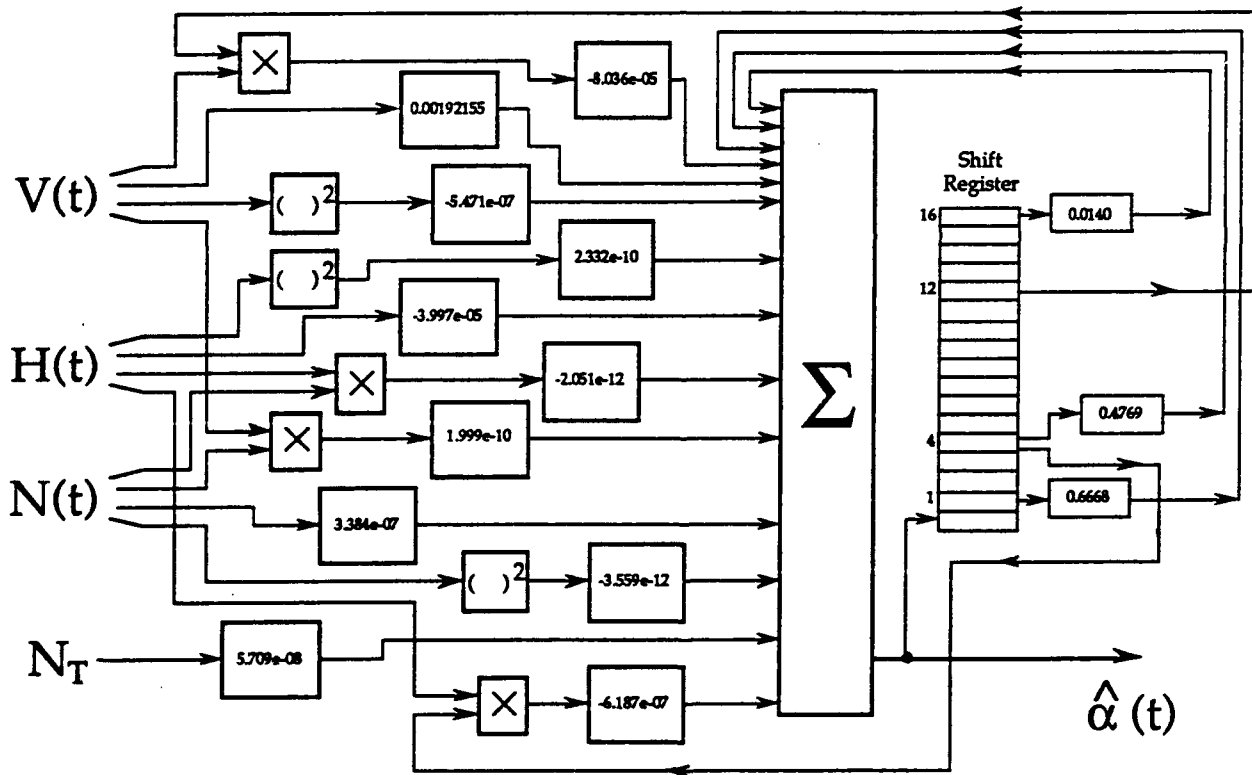 ×
-8.036e-05
0.00192155
V(t)
( )²
-5.471e-07
( )²
2.332e-10
-3.997e-05
H(t)
×
-2.051e-12
×
1.999e-10
N(t)
3.384e-07
( )²
-3.559e-12
N_T
5.709e-08
×
-6.187e-07
Σ
Shift
Register
16
0.0140
12
4
0.4769
1
0.6668
α̂ (t)